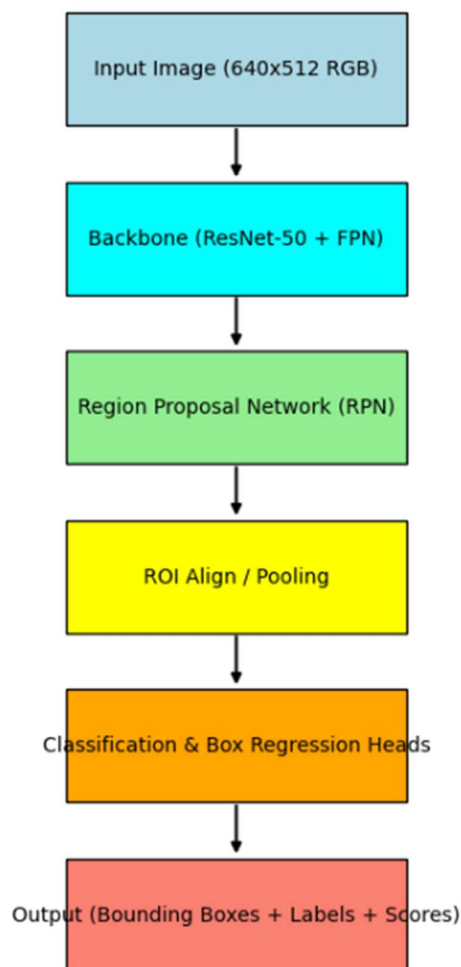 Input Image (640x512 RGB)
Backbone (ResNet-50 + FPN)
Region Proposal Network (RPN)
ROI Align / Pooling
Classification & Box Regression Heads
Output (Bounding Boxes + Labels + Scores)